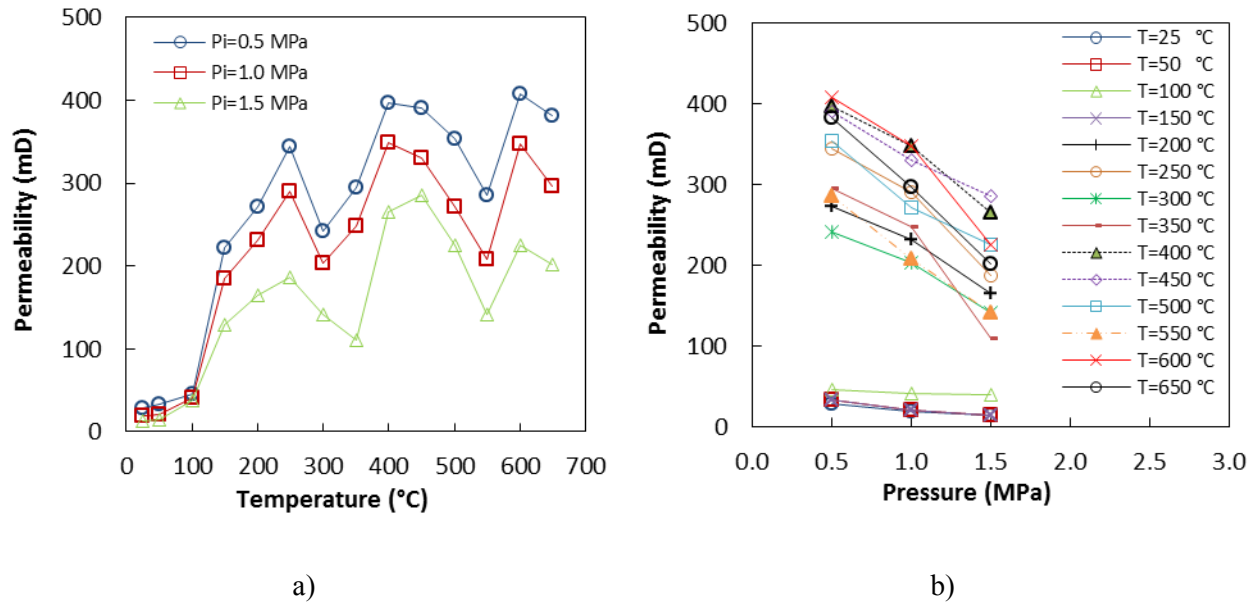 500
400
300
200
100
0
Permeability (mD)
Pi=0.5 MPa
Pi=1.0 MPa
Pi=1.5 MPa
0 100 200 300 400 500 600 700
Temperature (°C)
a)
500
400
300
200
100
0
Permeability (mD)
T=25 °C
T=50 °C
T=100 °C
T=150 °C
T=200 °C
T=250 °C
T=300 °C
T=350 °C
T=400 °C
T=450 °C
T=500 °C
T=550 °C
T=600 °C
T=650 °C
0.0 0.5 1.0 1.5 2.0 2.5 3.0
Pressure (MPa)
b)